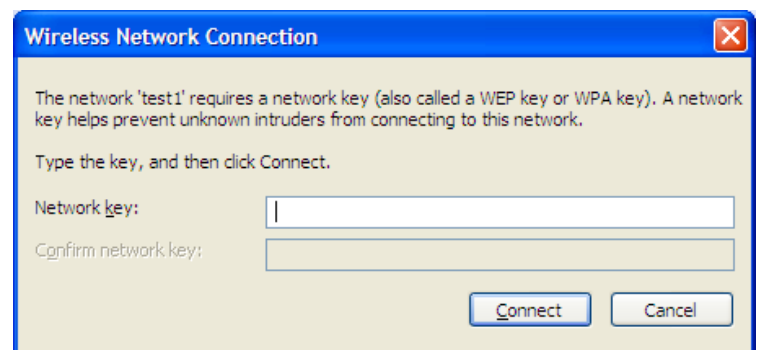 Wireless Network Connection
The network 'test1' requires a network key (also called a WEP key or WPA key). A network
key helps prevent unknown intruders from connecting to this network.
Type the key, and then click Connect.
Network key:
Confirm network key:
Connect Cancel